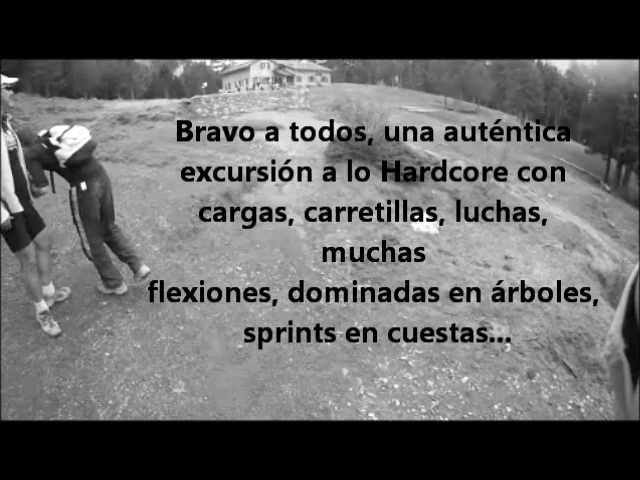 Bravo a todos, una auténtica
excursión a lo Hardcore con
cargas, carretillas, luchas,
muchas
flexiones, dominadas en árboles,
sprints en cuestas...